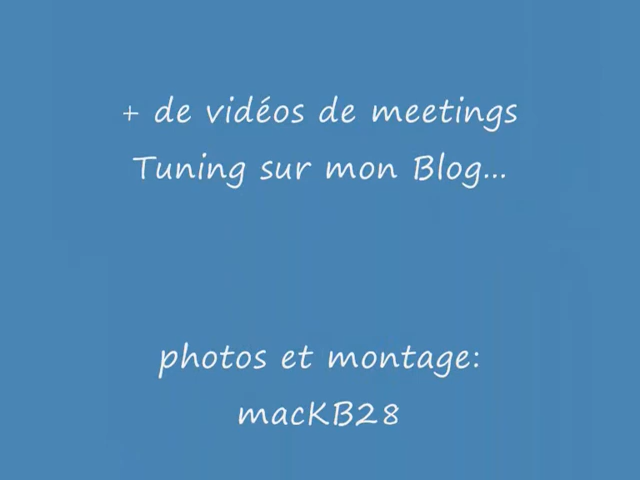 + de vidéos de meetings
Tuning sur mon Blog...
photos et montage:
macKB28